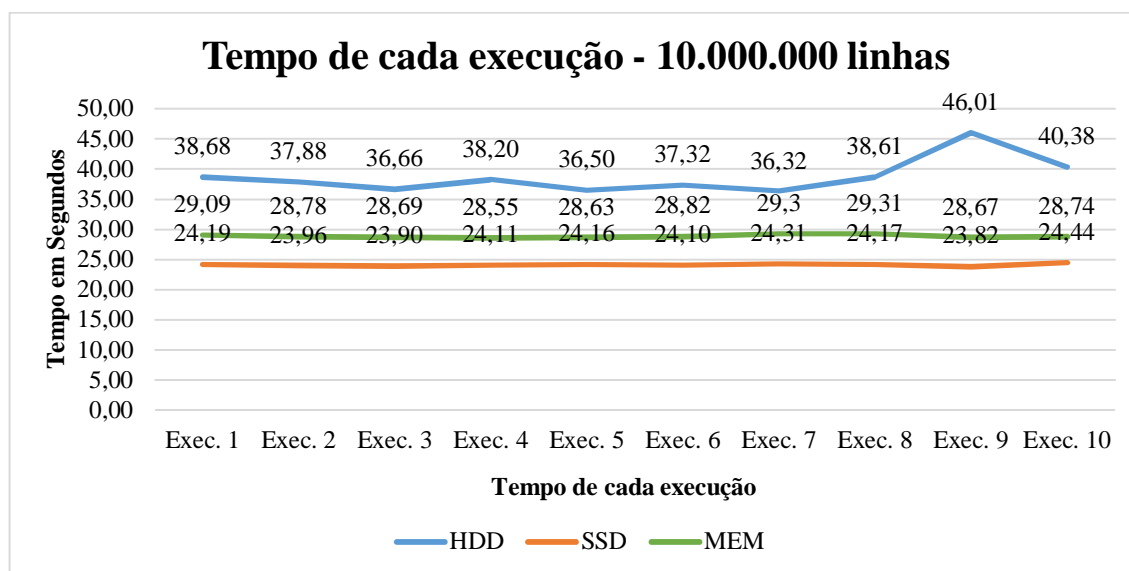 Tempo de cada execução - 10.000.000 linhas
Tempo em Segundos
50,00
45,00
40,00
35,00
30,00
25,00
20,00
15,00
10,00
5,00
0,00
38,68 37,88 36,66 38,20 36,50 37,32 36,32 38,61 46,01 40,38
29,09 28,78 28,69 28,55 28,63 28,82 29,3 29,31 28,67 28,74
24,19 23,96 23,90 24,11 24,16 24,10 24,31 24,17 23,82 24,44
Exec. 1 Exec. 2 Exec. 3 Exec. 4 Exec. 5 Exec. 6 Exec. 7 Exec. 8 Exec. 9 Exec. 10
Tempo de cada execução
HDD SSD MEM